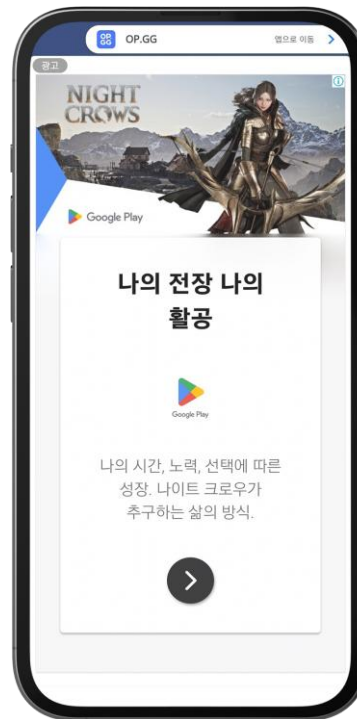 OP.GG
OP.GG 앱으로 이동
광고
NIGHT
CROWS
Google Play
나의 전장 나의
활공
Google Play
나의 시간, 노력, 선택에 따른
성장. 나이트 크로우가
추구하는 삶의 방식.